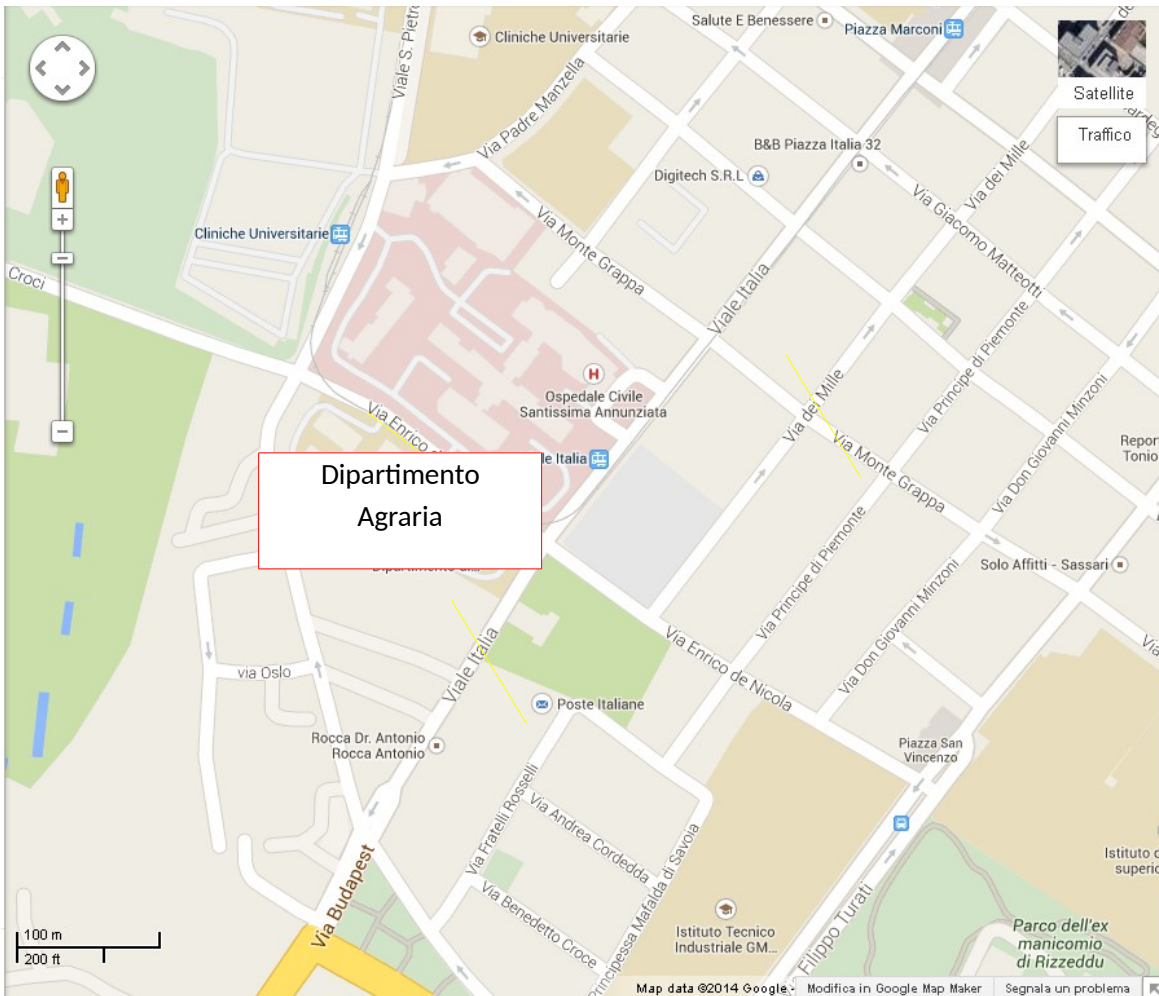 Salute E Benessere
Piazza Marconi
Cliniche Universitarie
Viale S. Pietro
Satellite
Traffico
Via Padre Manzella
B&B Piazza Italia 32
Digitech S.R.L
Via dei Mille
Via Giacomo Matteotti
Via Monte Grappa
Cliniche Universitarie
Viale Italia
Croci
Via Principe di Piemonte
Ospedale Civile
Santissima Annunziata
Via dei Mille
Via Enrico
Via Don Giovanni Minzoni
Via Monte Grappa
le Italia
Dipartimento
Agraria
Solo Affitti - Sassari
Via Principe di Piemonte
Via Don Giovanni Minzoni
Via Enrico de Nicola
Viale Italia
via Oslo
Via
Poste Italiane
Rocca Dr. Antonio
Rocca Antonio
Piazza San
Vincenzo
Via Fratelli Rosselli
Via Andrea Cordedda
Principessa Mafalda di Savoia
Via Budapest
Via Benedetto Croce
Filippo Turati
Istituto Tecnico
Industriale GM...
Parco dell'ex
manicomio
di Rizzeddu
100 m
200 ft
Map data ©2014 Google -
Modifica in Google Map Maker
Segnala un problema